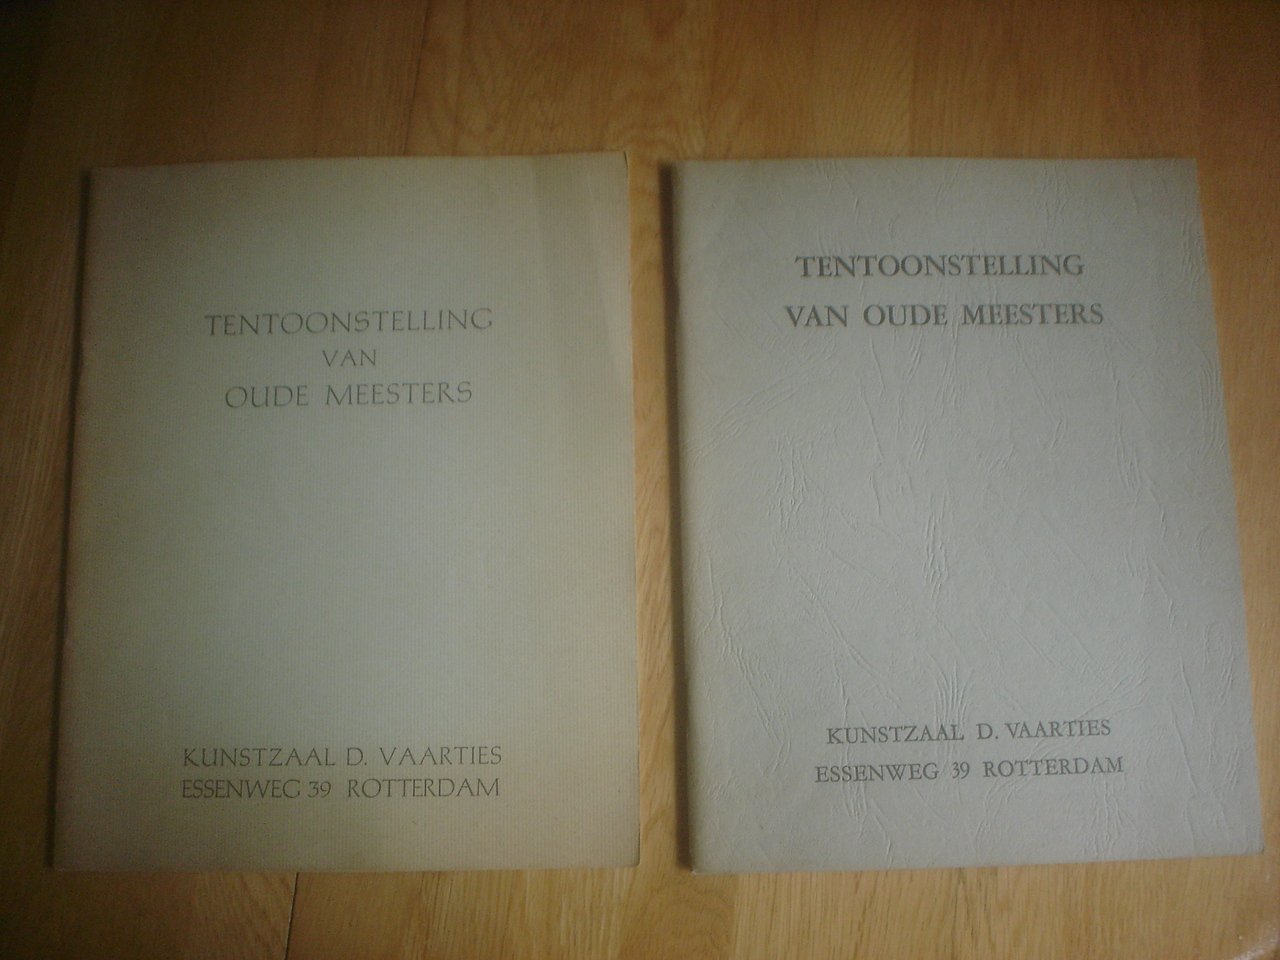 TENTOONSTELLING
VAN
OUDE MEESTERS
KUNSTZAAL D. VAARTIES
ESSENWEG 39 ROTTERDAM
TENTOONSTELLING
VAN OUDE MEESTERS
KUNSTZAAL D. VAARTIES
ESSENWEG 39 ROTTERDAM